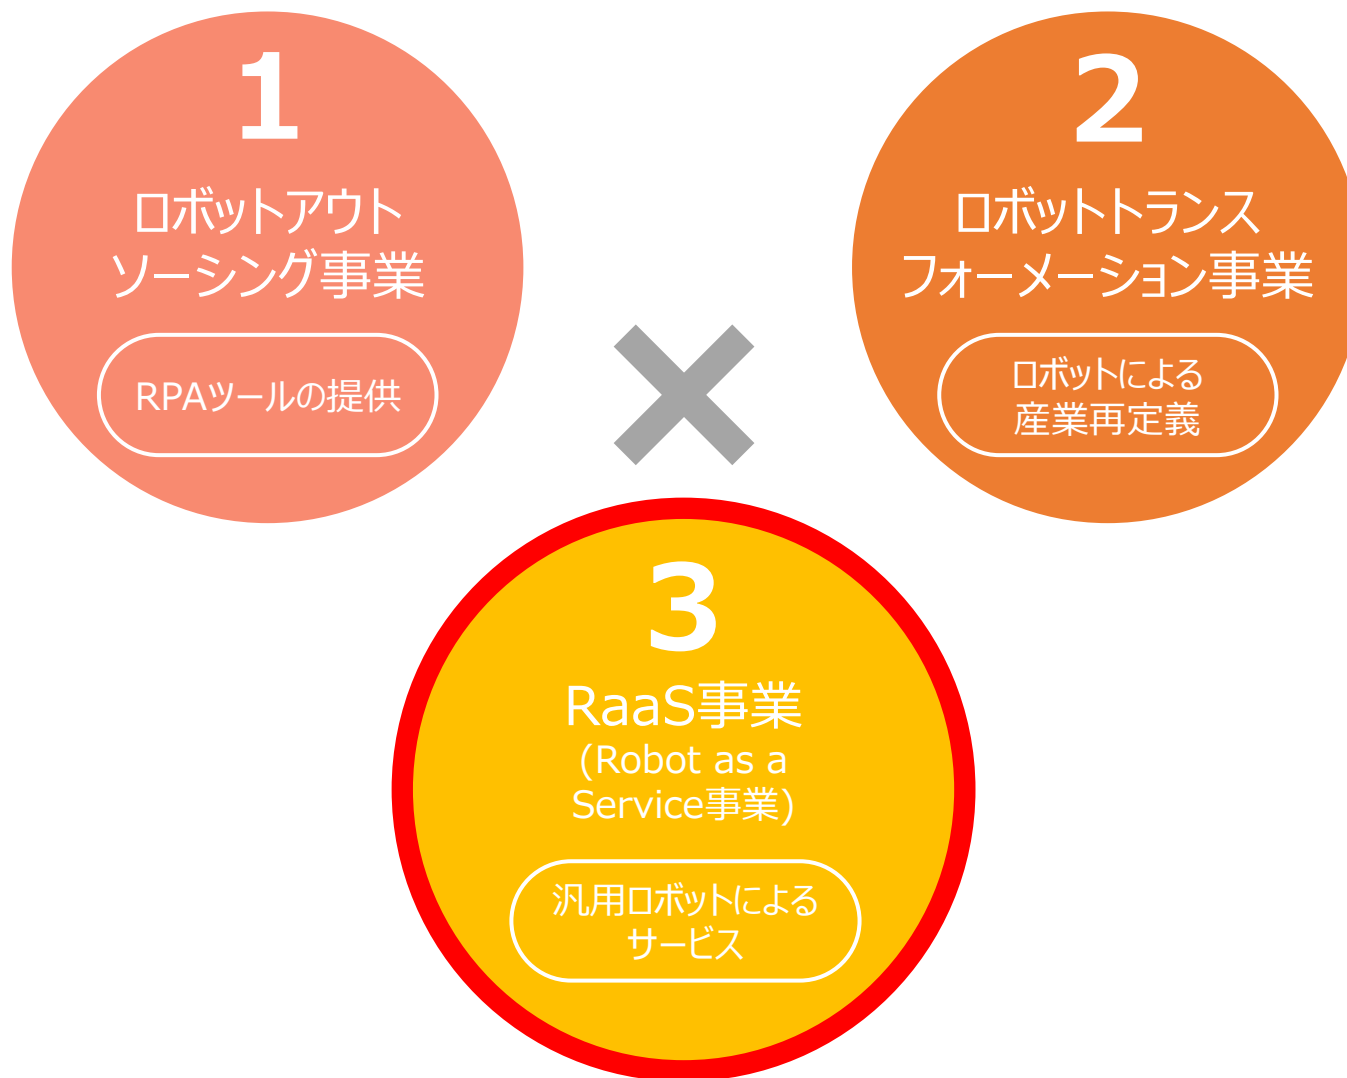 1
ロボットアウト
ソーシング事業
RPAツールの提供
2
ロボットトランス
フォーメーション事業
ロボットによる
産業再定義
3
RaaS事業
(Robot as a
Service事業)
汎用ロボットによる
サービス